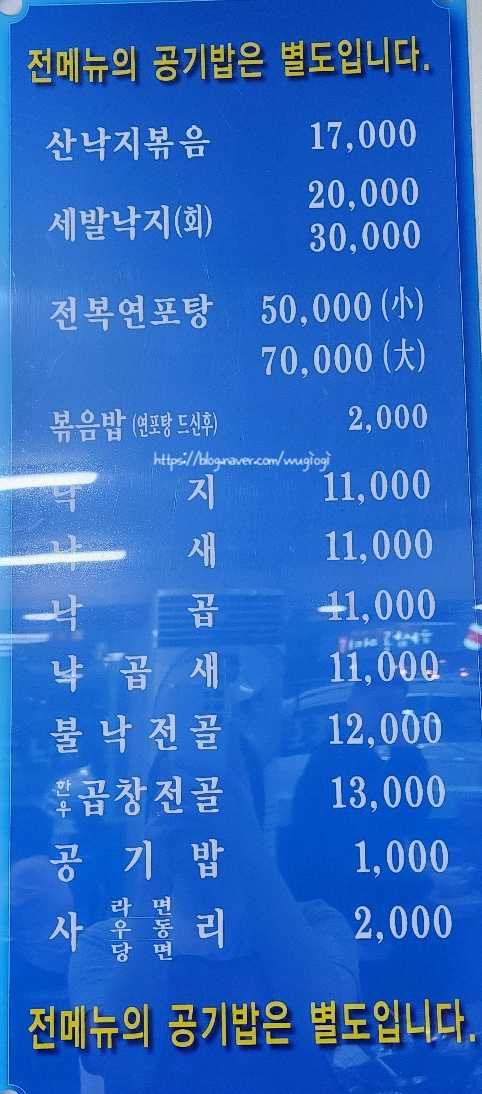 전메뉴의 공기밥은 별도입니다.
산낙지볶음 17,000
세발낙지(회) 20,000
30,000
전복연포탕 50,000 (小)
70,000 (大)
볶음밥 (연포탕 드신후) 2,000
https://blog.naver.com/wugiogi
낙지 11,000
낙새 11,000
낙곱 11,000
낙곱새 11,000
불낙전골 12,000
한우곱창전골 13,000
공기밥 1,000
사 라면 우동 당면 리 2,000
전메뉴의 공기밥은 별도입니다.